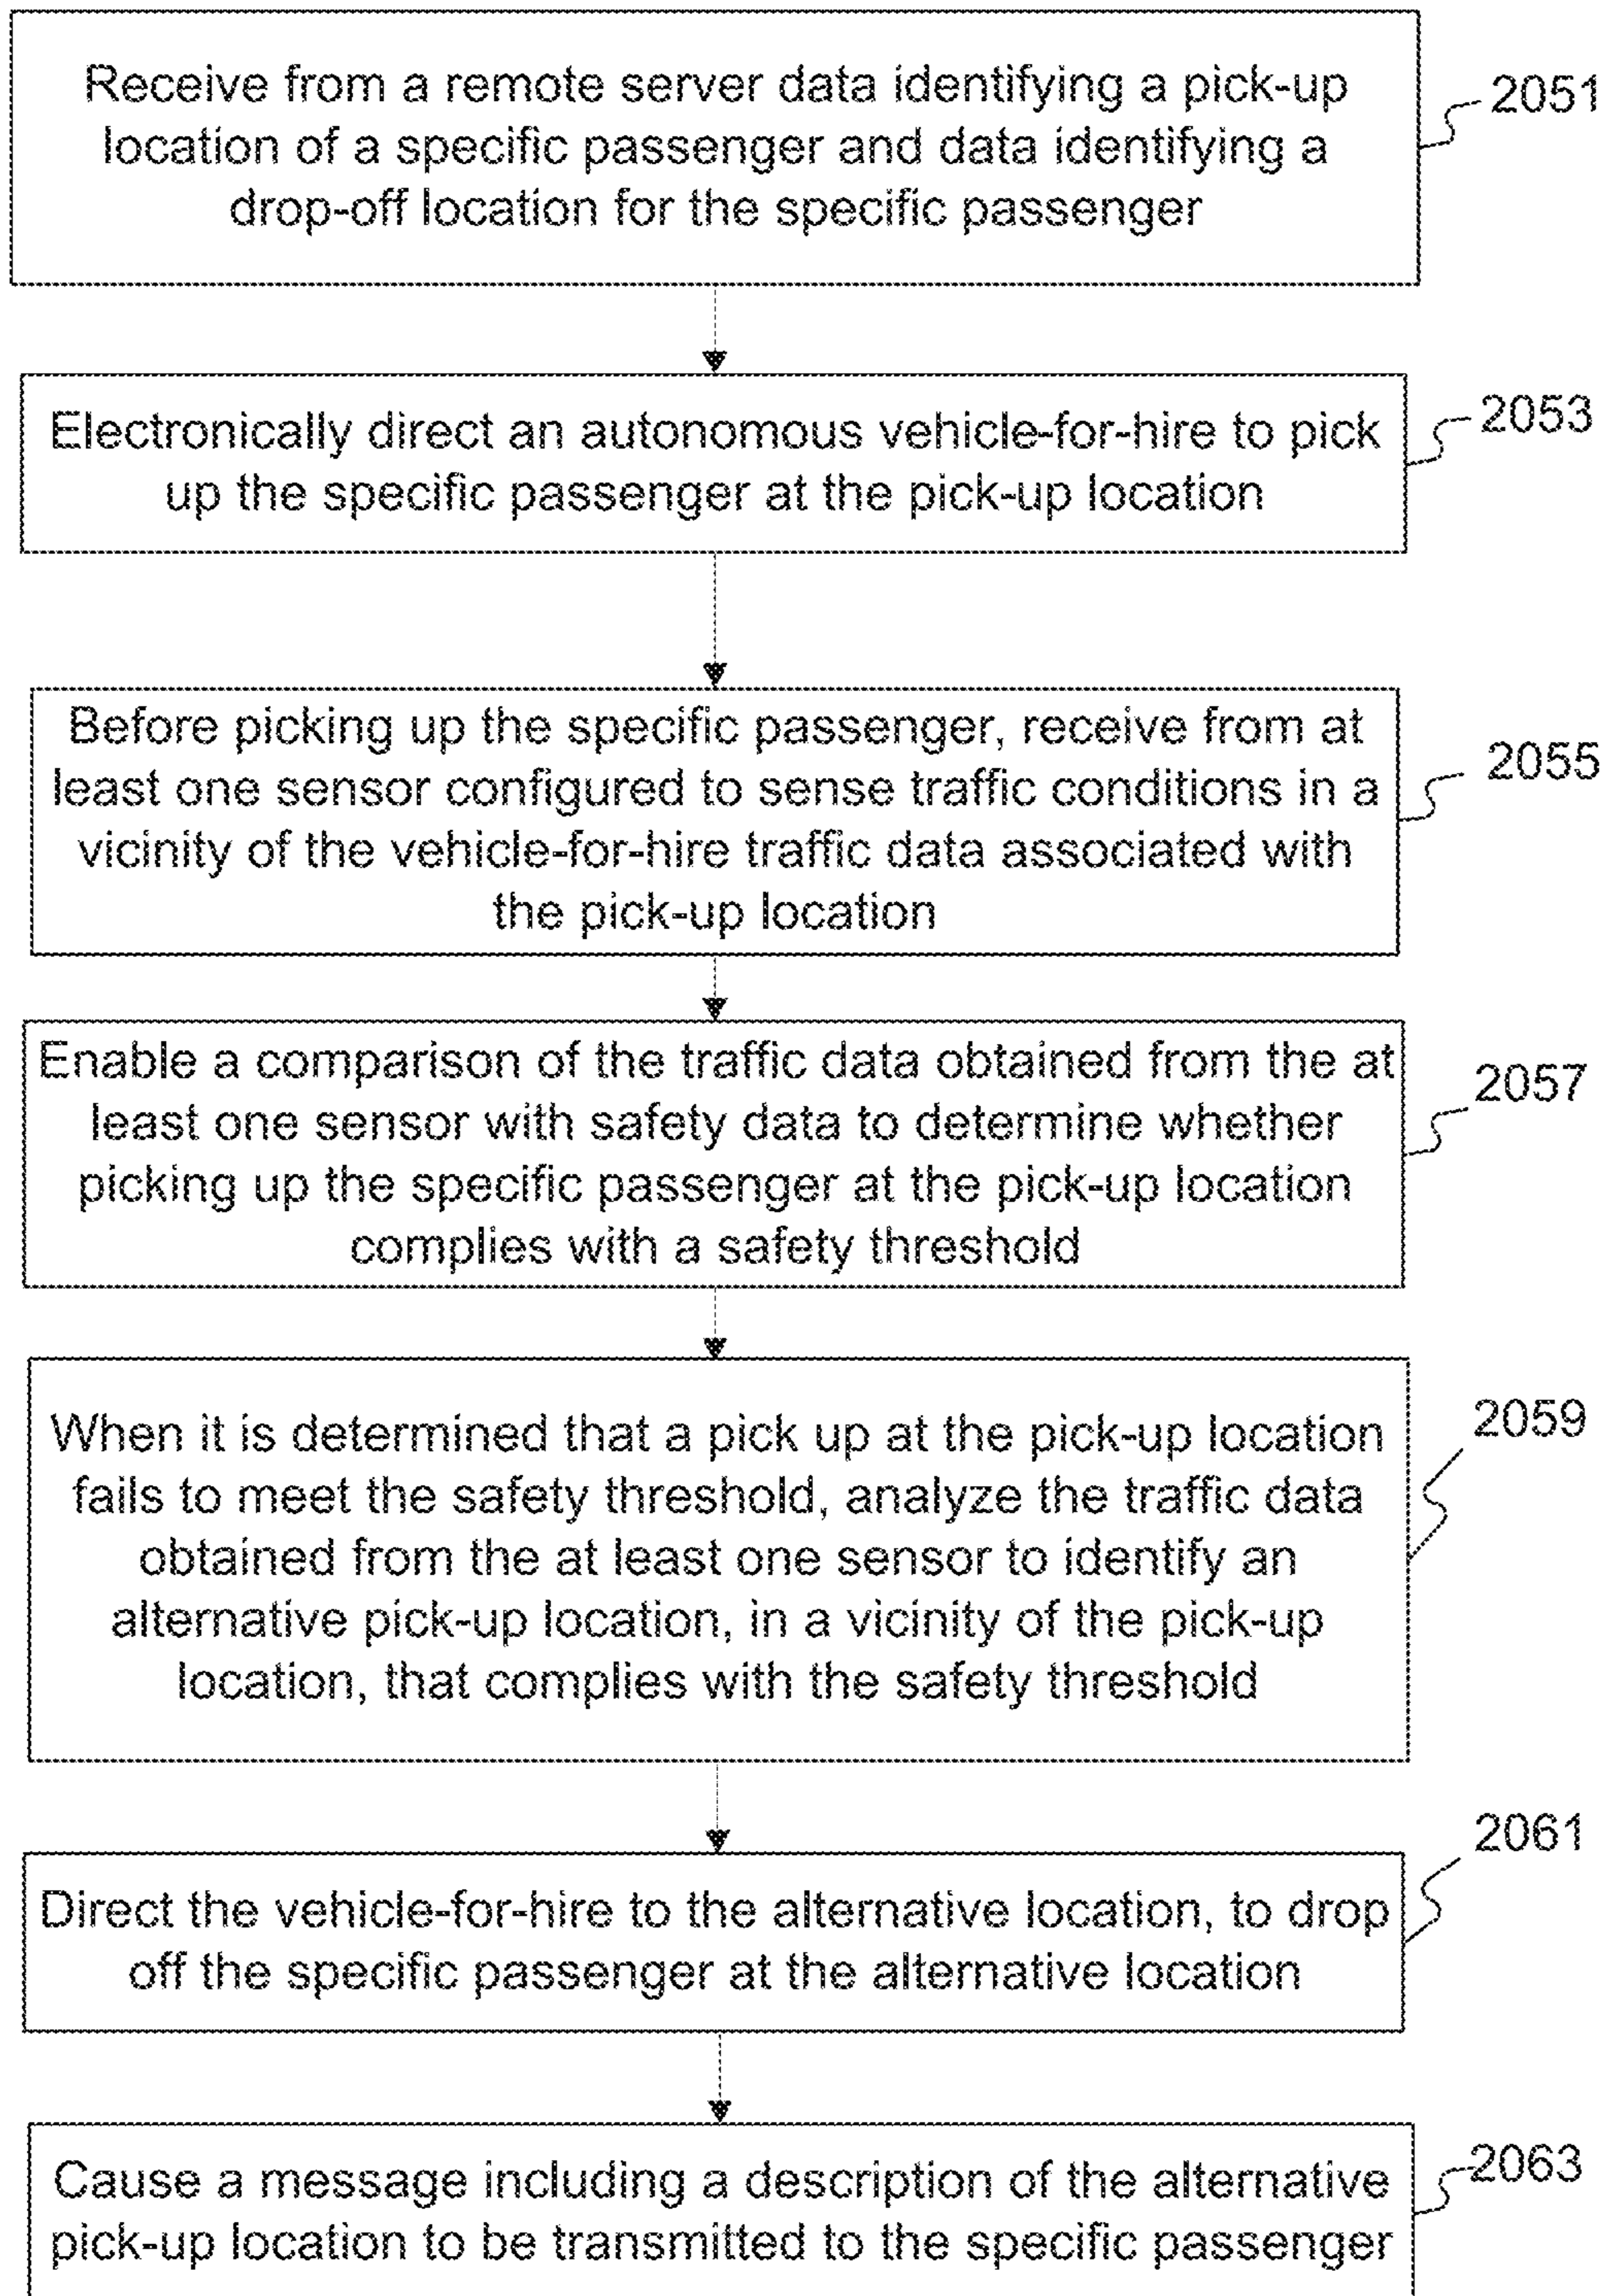 Receive from a remote server data identifying a pick-up
location of a specific passenger and data identifying a
drop-off location for the specific passenger
2051
Electronically direct an autonomous vehicle-for-hire to pick
up the specific passenger at the pick-up location
2053
Before picking up the specific passenger, receive from at
least one sensor configured to sense traffic conditions in a
vicinity of the vehicle-for-hire traffic data associated with
the pick-up location
2055
Enable a comparison of the traffic data obtained from the at
least one sensor with safety data to determine whether
picking up the specific passenger at the pick-up location
complies with a safety threshold
2057
When it is determined that a pick up at the pick-up location
fails to meet the safety threshold, analyze the traffic data
obtained from the at least one sensor to identify an
alternative pick-up location, in a vicinity of the pick-up
location, that complies with the safety threshold
2059
Direct the vehicle-for-hire to the alternative location, to drop
off the specific passenger at the alternative location
2061
Cause a message including a description of the alternative
pick-up location to be transmitted to the specific passenger
2063